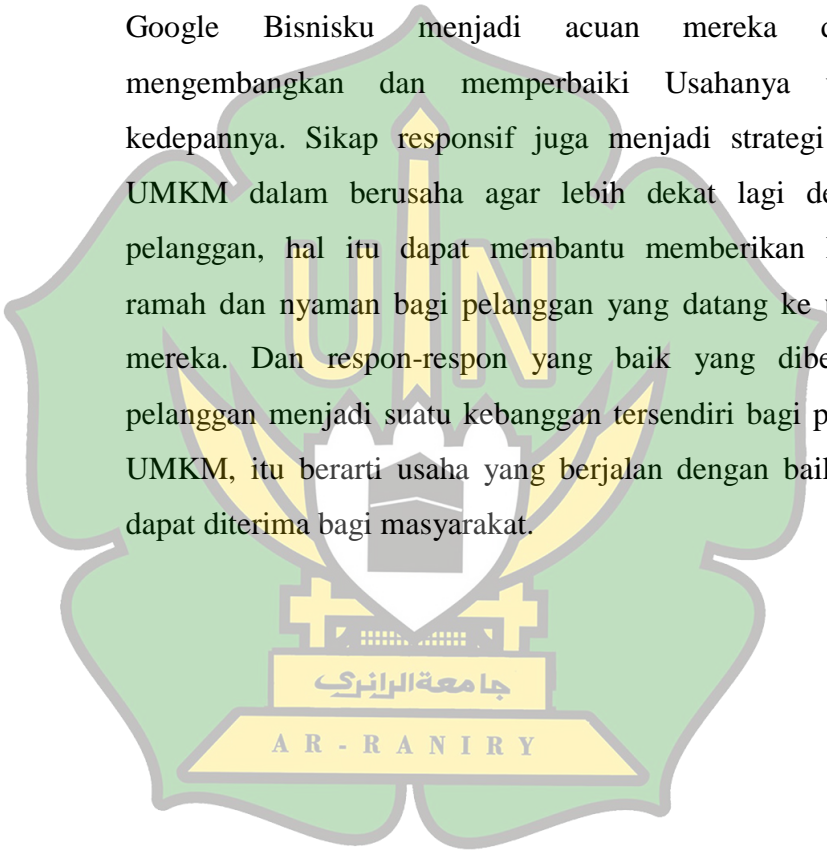 Google Bisnisku menjadi acuan mereka
mengembangkan dan memperbaiki Usahanya
kedepannya. Sikap responsif juga menjadi strategi
UMKM dalam berusaha agar lebih dekat lagi
pelanggan, hal itu dapat membantu memberikan
ramah dan nyaman bagi pelanggan yang datang ke
mereka. Dan respon-respon yang baik yang
pelanggan menjadi suatu kebanggan tersendiri bagi
UMKM, itu berarti usaha yang berjalan dengan
dapat diterima bagi masyarakat.
UIN
جامعة الرانري
AR-RANIRY